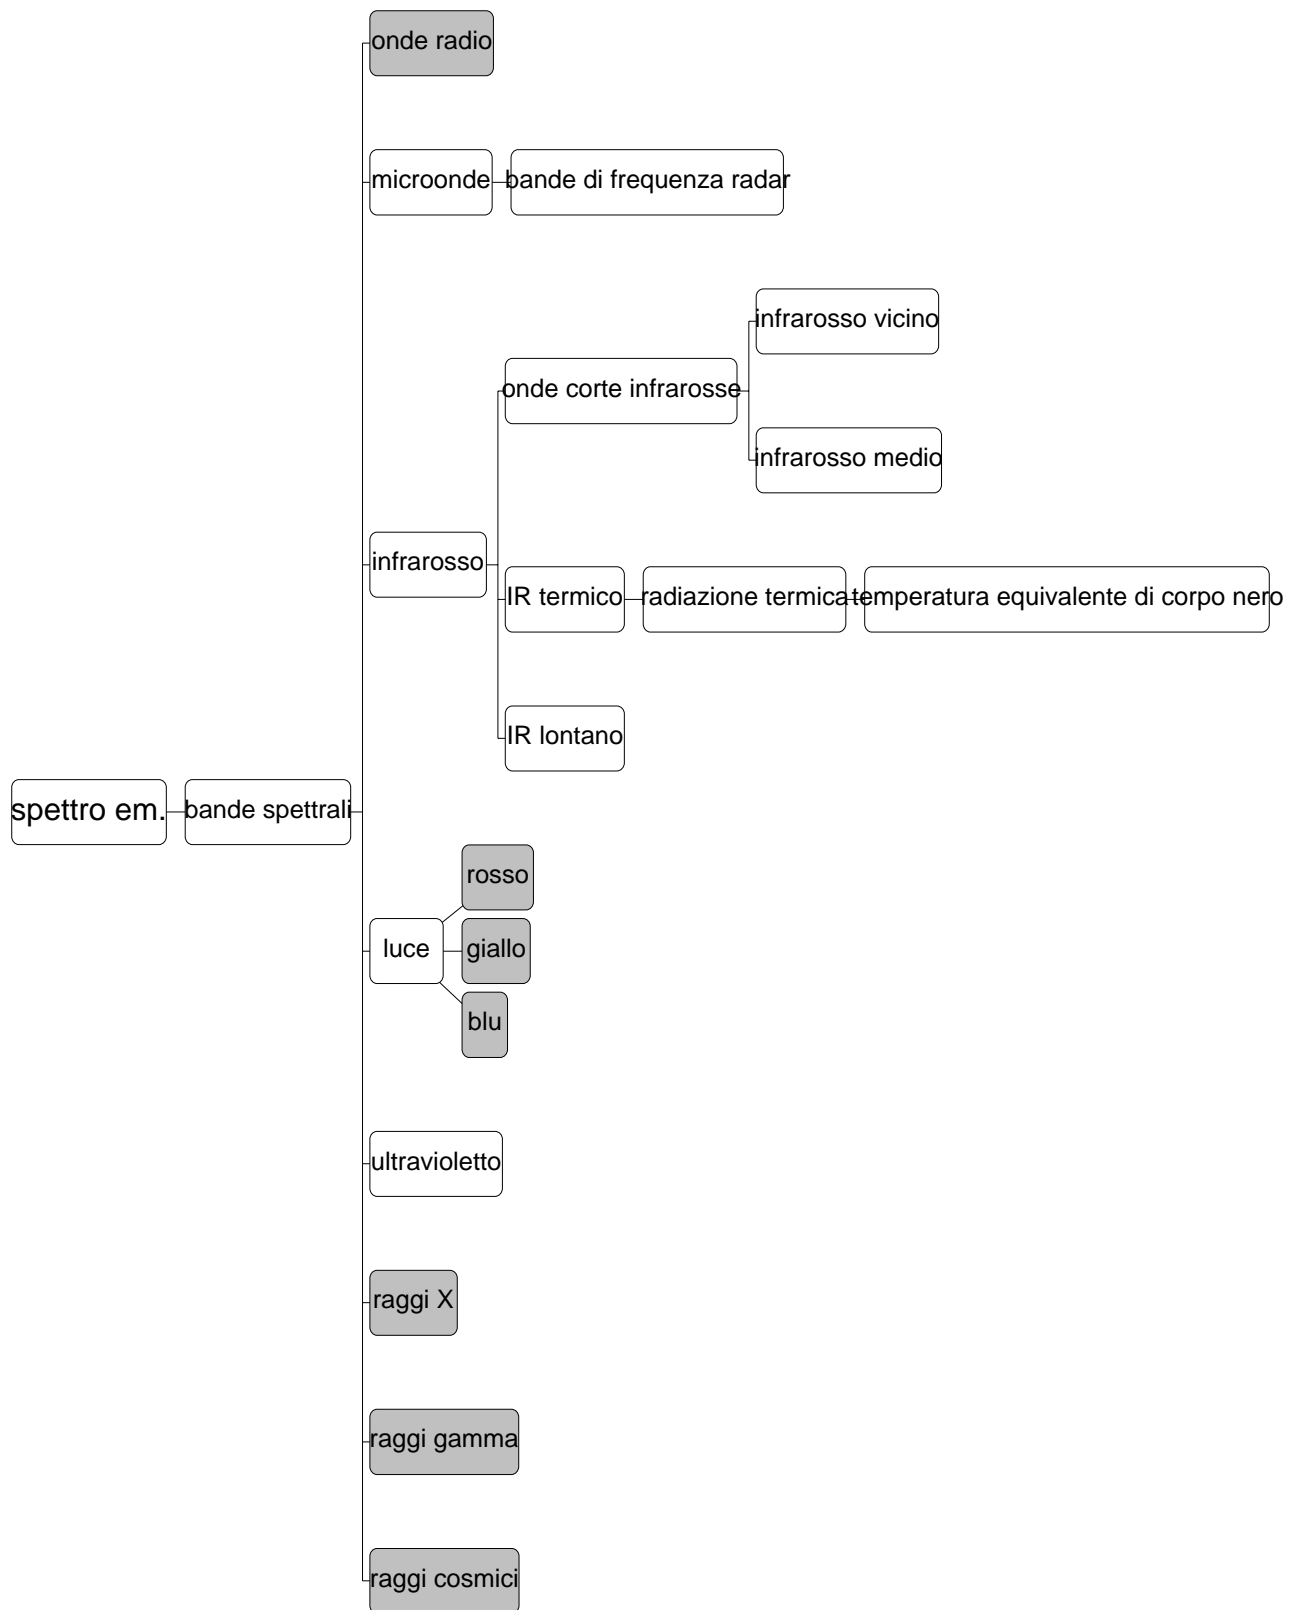 onde radio
microonde
bande di frequenza radar
infrarosso vicino
onde corte infrarosse
infrarosso medio
infrarosso
IR termico
radiazione termica
temperatura equivalente di corpo nero
IR lontano
spettro em.
bande spettrali
rosso
luce
giallo
blu
ultravioletto
raggi X
raggi gamma
raggi cosmici